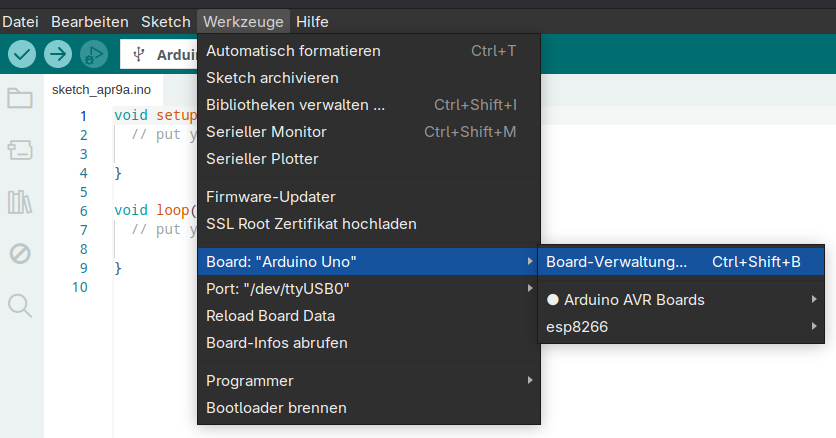 Datei Bearbeiten Sketch Werkzeuge Hilfe
Automatisch formatieren Ctrl+T
Sketch archivieren
Bibliotheken verwalten ... Ctrl+Shift+I
Serieller Monitor Ctrl+Shift+M
Serieller Plotter
Firmware-Updater
SSL Root Zertifikat hochladen
Board: "Arduino Uno"
Port: "/dev/ttyUSB0"
Reload Board Data
Board-Infos abrufen
Programmer
Bootloader brennen
Board-Verwaltung... Ctrl+Shift+B
● Arduino AVR Boards
esp8266
sketch_apr9a.ino
1 void setup
2 // put y
3
4 }
5
6 void loop(
7 // put y
8
9 }
10